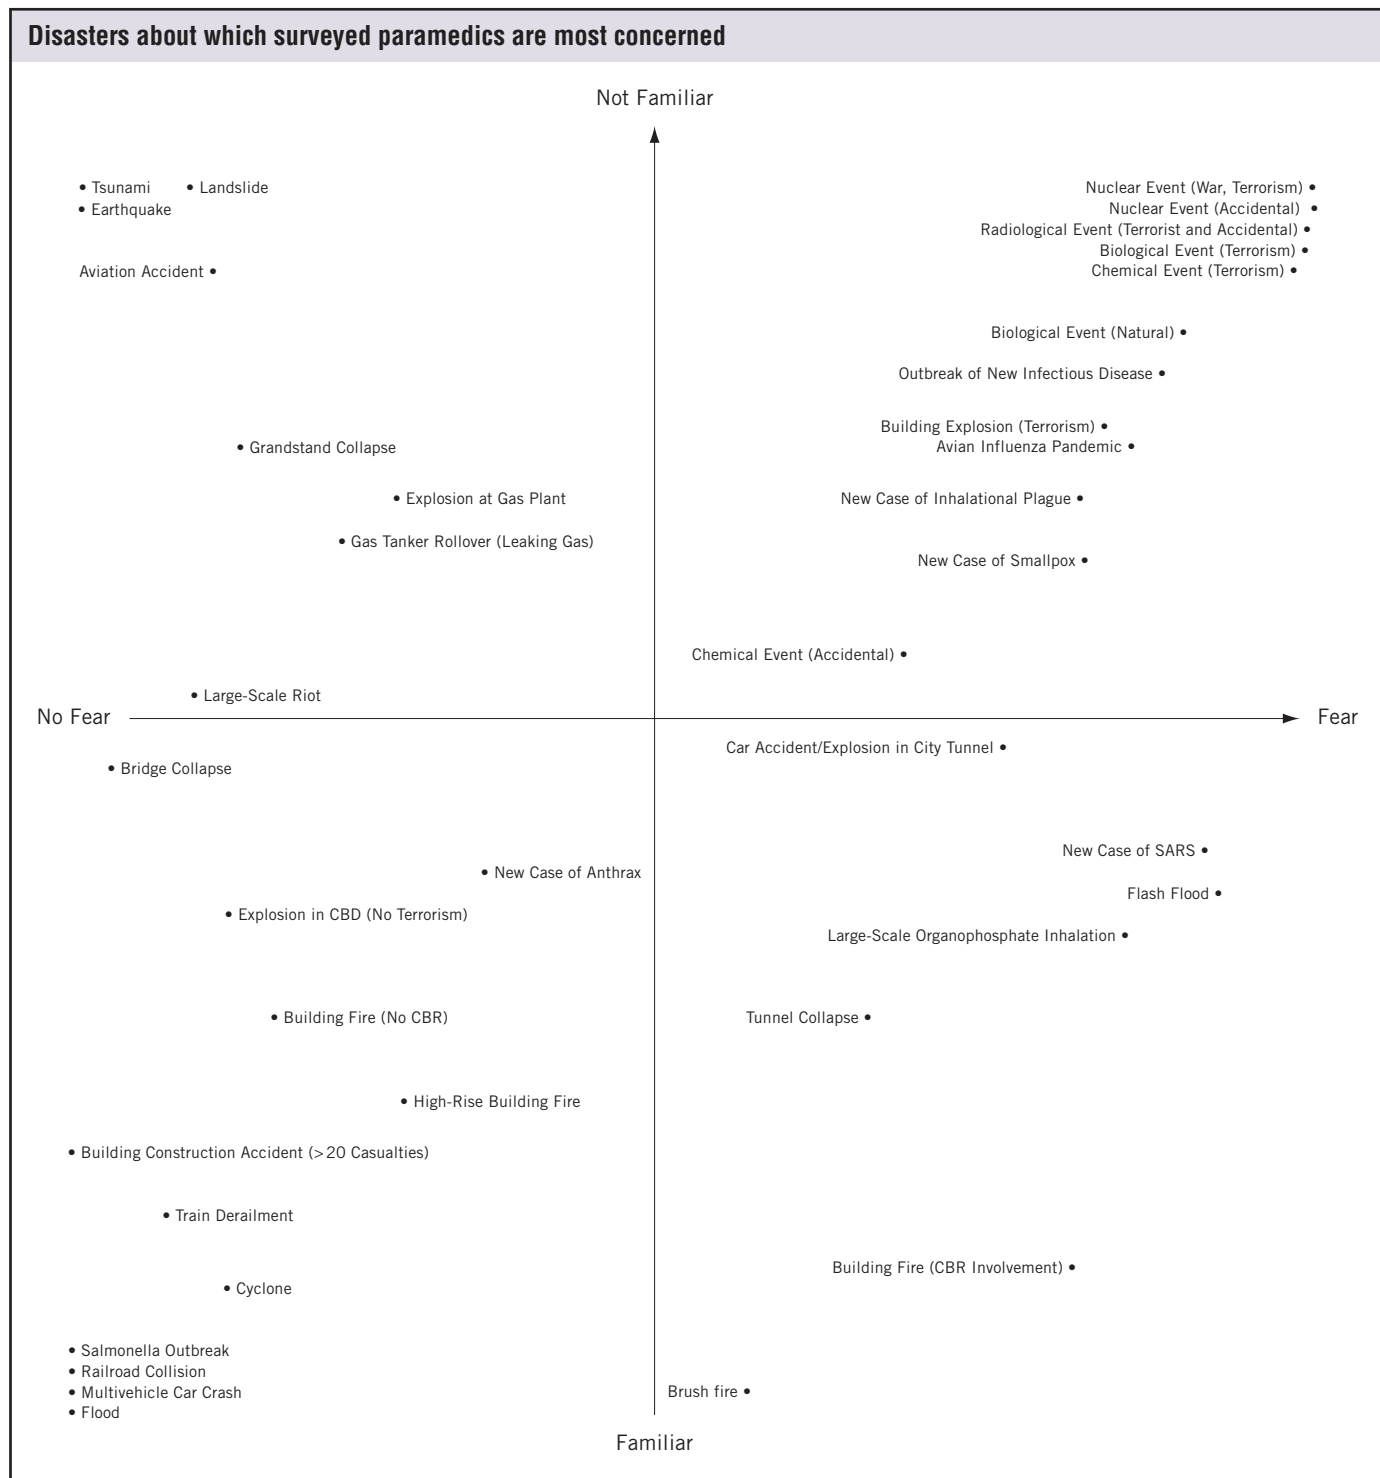 Disasters about which surveyed paramedics are most concerned
Not Familiar
• Tsunami • Landslide
Nuclear Event (War, Terrorism) •
• Earthquake
Nuclear Event (Accidental) •
Radiological Event (Terrorist and Accidental) •
Biological Event (Terrorism) •
Aviation Accident •
Chemical Event (Terrorism) •
Biological Event (Natural) •
Outbreak of New Infectious Disease •
Building Explosion (Terrorism) •
• Grandstand Collapse
Avian Influenza Pandemic •
• Explosion at Gas Plant
New Case of Inhalational Plague •
• Gas Tanker Rollover (Leaking Gas)
New Case of Smallpox •
Chemical Event (Accidental) •
• Large-Scale Riot
No Fear
Fear
Car Accident/Explosion in City Tunnel •
• Bridge Collapse
New Case of SARS •
• New Case of Anthrax
Flash Flood •
• Explosion in CBD (No Terrorism)
Large-Scale Organophosphate Inhalation •
• Building Fire (No CBR)
Tunnel Collapse •
• High-Rise Building Fire
• Building Construction Accident (>20 Casualties)
• Train Derailment
Building Fire (CBR Involvement) •
• Cyclone
• Salmonella Outbreak
• Railroad Collision
• Multivehicle Car Crash
Brush fire •
• Flood
Familiar